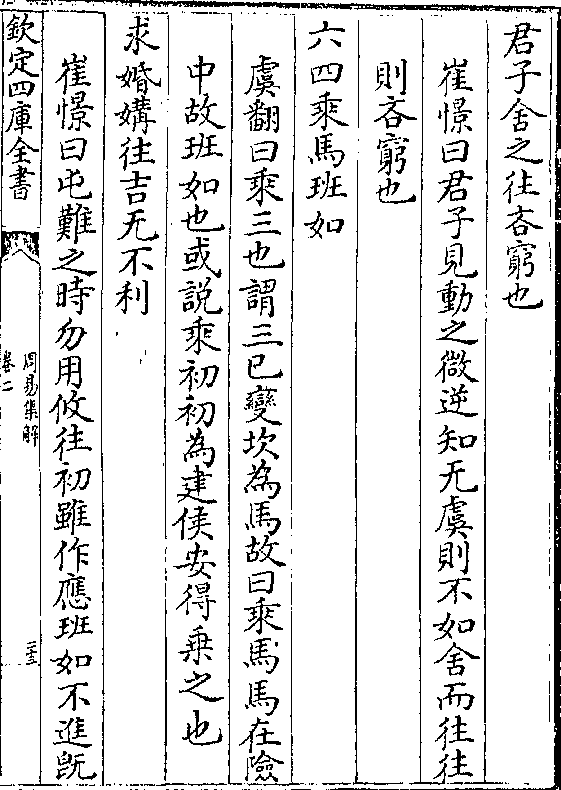 君子舍之往吝窮也
崔憬曰君子見動之微逆知无虞則不如舍而往往
則吝窮也
六四乘馬班如
虞翻曰乘三也謂三已變坎為馬故曰乘馬馬在險
中故班如也或説乘初初為建侯安得乗之也
求婚媾往吉无不利
崔憬曰屯難之時勿用攸往初雖作應班如不進旣
欽定四庫全書
周易集解
卷二
二三